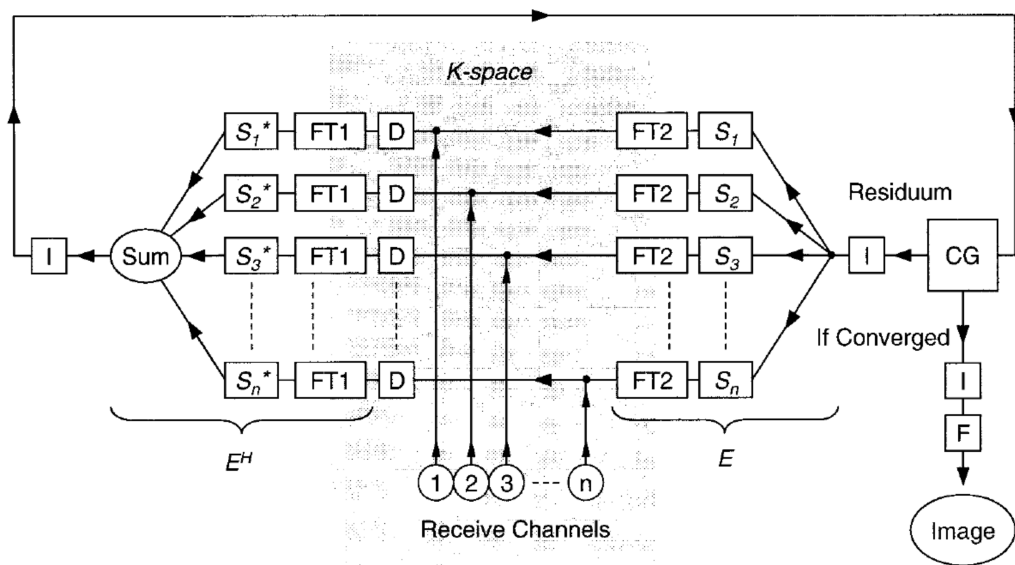 K-space
S1* FT1 D FT2 S1
S2* FT1 D FT2 S2
Residuum
I Sum S3* FT1 D FT2 S3 I CG
If Converged
Sn* FT1 D FT2 Sn I
F
E^H E
1 2 3 n
Receive Channels Image